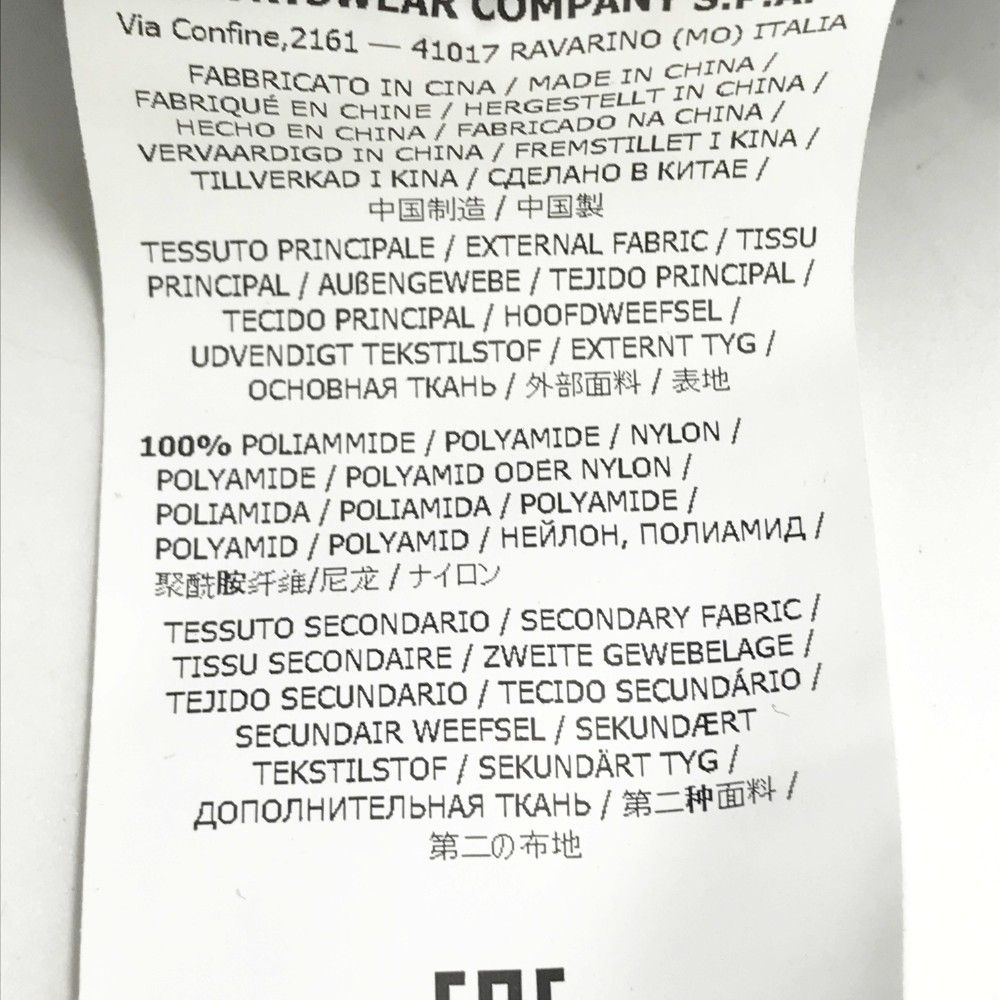 COMPANY S.P.A.
Via Confine,2161 — 41017 RAVARINO (MO) ITALIA
FABBRICATO IN CINA / MADE IN CHINA /
FABRIQUÉ EN CHINE / HERGESTELLT IN CHINA /
HECHO EN CHINA / FABRICADO NA CHINA /
VERVAARDIGD IN CHINA / FREMSTILLET I KINA /
TILLVERKAD I KINA / СДЕЛАНО В КИТАЕ /
中国制造 / 中国製
TESSUTO PRINCIPALE / EXTERNAL FABRIC / TISSU
PRINCIPAL / AUßENGEWEBE / TEJIDO PRINCIPAL /
TECIDO PRINCIPAL / HOOFDWEEFSEL /
UDVENDIGT TEKSTILSTOF / EXTERNT TYG /
ОСНОВНАЯ ТКАНЬ / 外部面料 / 表地
100% POLIAMMIDE / POLYAMIDE / NYLON /
POLYAMIDE / POLYAMID ODER NYLON /
POLIAMIDA / POLIAMIDA / POLYAMIDE /
POLYAMID / POLYAMID / НЕЙЛОН, ПОЛИАМИД /
聚酰胺纤维/尼龙 / ナイロン
TESSUTO SECONDARIO / SECONDARY FABRIC /
TISSU SECONDAIRE / ZWEITE GEWEBELAGE /
TEJIDO SECUNDARIO / TECIDO SECUNDÁRIO /
SECUNDAIR WEEFSEL / SEKUNDÆRT
TEKSTILSTOF / SEKUNDÄRT TYG /
ДОПОЛНИТЕЛЬНАЯ ТКАНЬ / 第二种面料 /
第二の布地